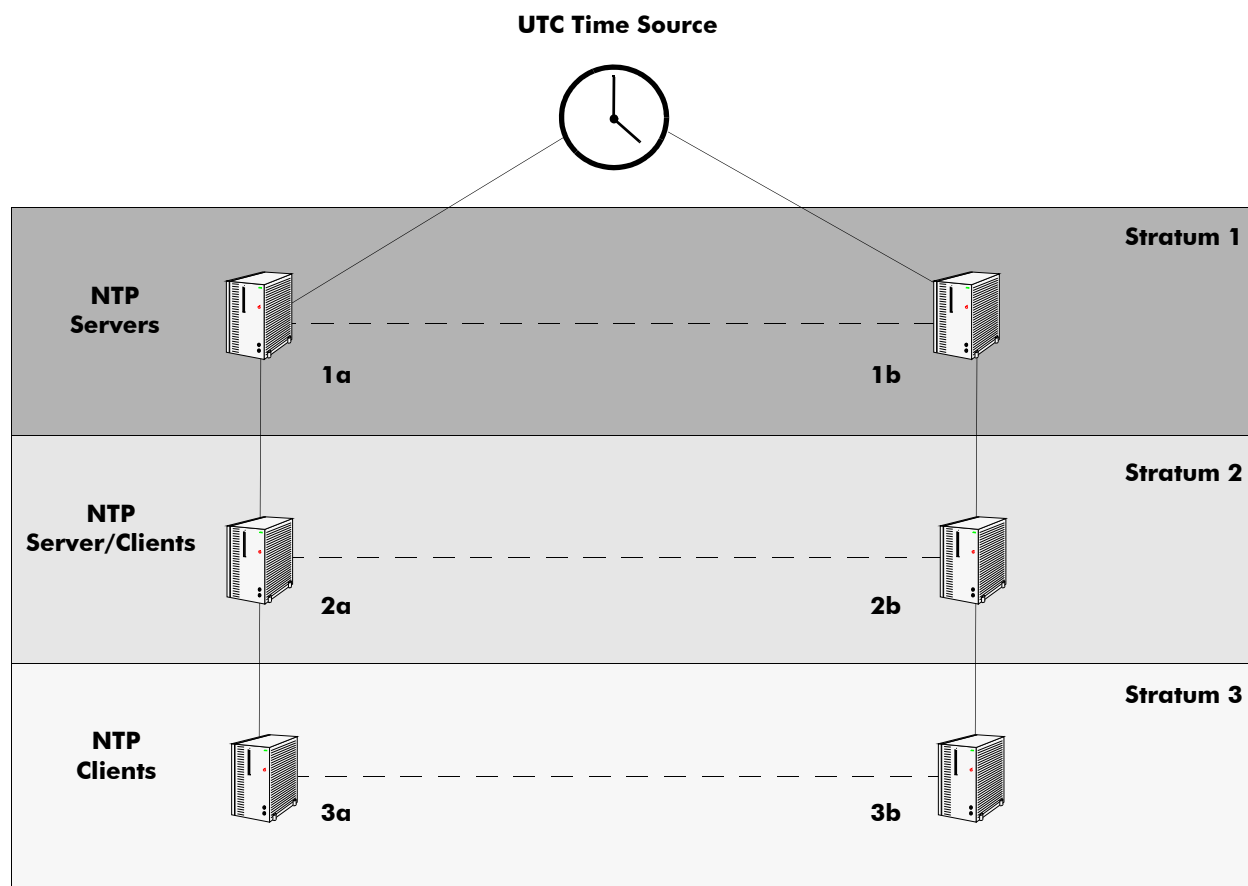 UTC Time Source
Stratum 1
NTP
Servers
1a
1b
Stratum 2
NTP
Server/Clients
2a
2b
Stratum 3
NTP
Clients
3a
3b